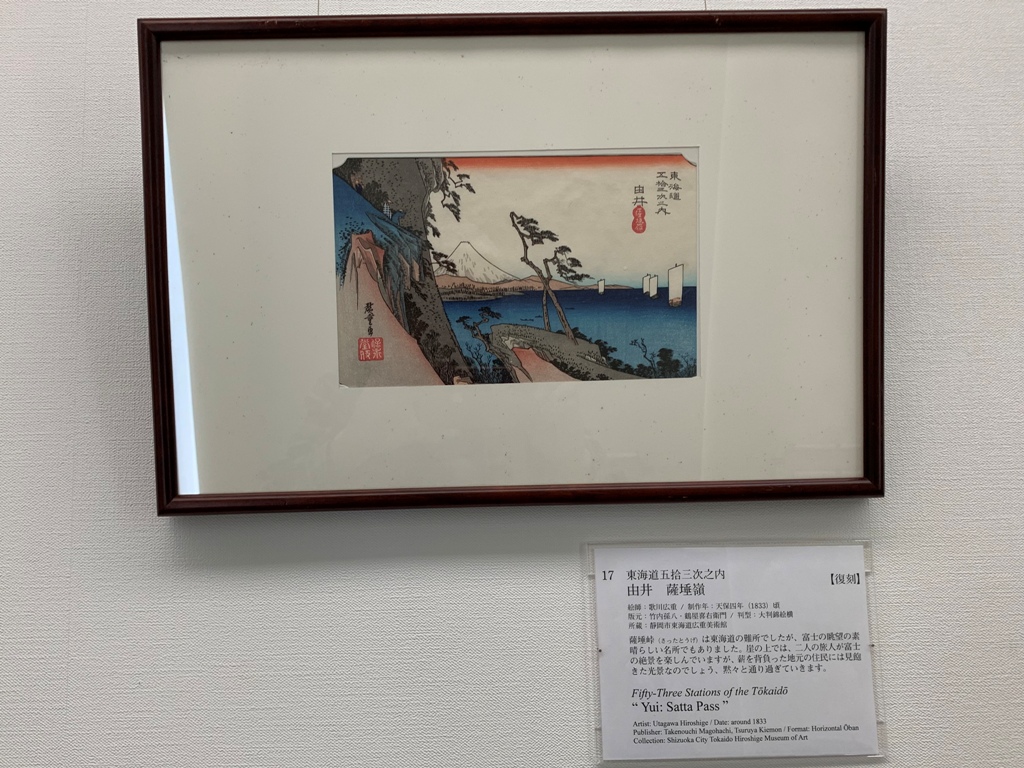 東海道
五拾三次之内
由井
廣重画
17 東海道五拾三次之内
由井 薩埵嶺
【復刻】
絵師：歌川広重 / 制作年：天保四年（1833）頃
版元：竹内孫八・鶴屋喜右衛門 / 判型：大判錦絵横
所蔵：静岡市東海道広重美術館
薩埵峠（さったとうげ）は東海道の難所でしたが、富士の眺望の素
晴らしい名所でもありました。崖の上では、二人の旅人が富士
の絶景を楽しんでいますが、薪を背負った地元の住民には見飽
きた光景なのでしょう、黙々と通り過ぎていきます。
Fifty-Three Stations of the Tōkaidō
“ Yui: Satta Pass ”
Artist: Utagawa Hiroshige / Date: around 1833
Publisher: Takenouchi Magohachi, Tsuruya Kiemon / Format: Horizontal Ōban
Collection: Shizuoka City Tokaido Hiroshige Museum of Art